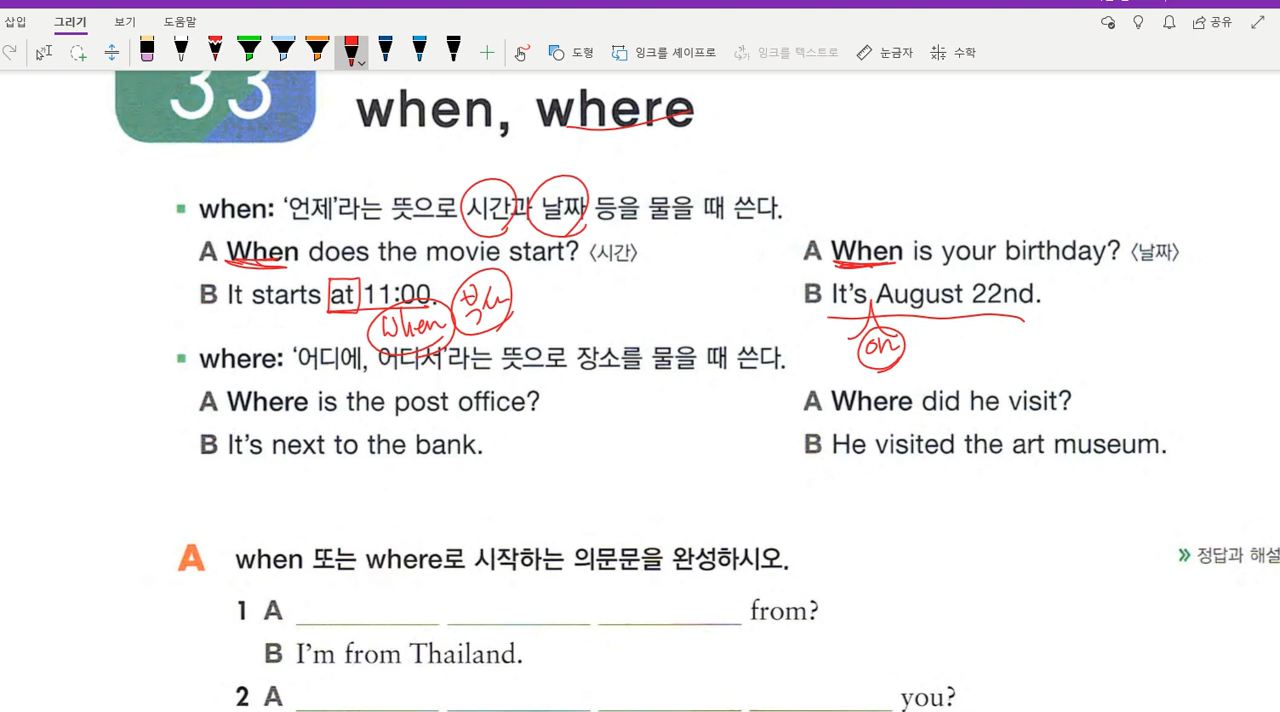 삽입 그리기 보기 도움말
공유
도형 잉크를 셰이프로 잉크를 텍스트로 눈금자 수학
33 when, where
when: ‘언제’라는 뜻으로 시간과 날짜 등을 물을 때 쓴다.
A When does the movie start? 〈시간〉
B It starts at 11:00.
when
A When is your birthday? 〈날짜〉
B It’s August 22nd.
on
where: ‘어디에, 어디서’라는 뜻으로 장소를 물을 때 쓴다.
A Where is the post office?
B It’s next to the bank.
A Where did he visit?
B He visited the art museum.
A when 또는 where로 시작하는 의문문을 완성하시오.
정답과 해설
1 A ______ ______ ______ from?
B I’m from Thailand.
2 A ______ ______ ______ ______ you?